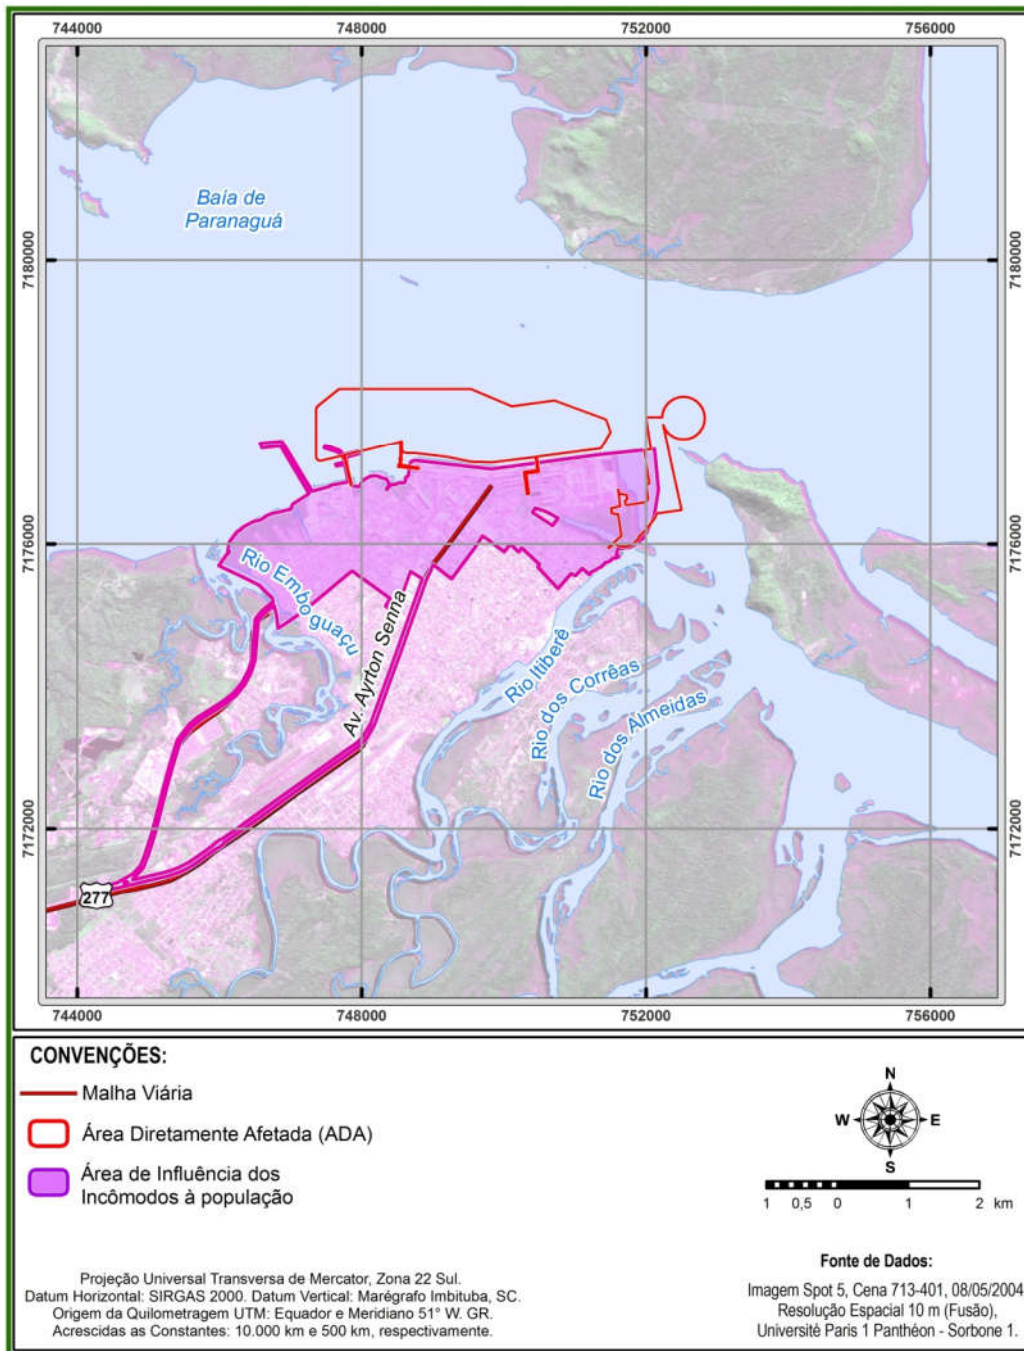 744000 748000 752000 756000
Baía de
Paranaguá
7180000 7180000
7176000 7176000
Rio Emboguaçu
Av. Ayrton Senna
Rio Itiberê
Rio dos Corrêas
Rio dos Almeidas
7172000 7172000
277
744000 748000 752000 756000
CONVENÇÕES:
Malha Viária
Área Diretamente Afetada (ADA)
Área de Influência dos
Incômodos à população
N
W E
S
1 0,5 0 1 2 km
Projeção Universal Transversa de Mercator, Zona 22 Sul.
Datum Horizontal: SIRGAS 2000. Datum Vertical: Marégrafo Imbituba, SC.
Origem da Quilometragem UTM: Equador e Meridiano 51° W. GR.
Acrescidas as Constantes: 10.000 km e 500 km, respectivamente.
Fonte de Dados:
Imagem Spot 5, Cena 713-401, 08/05/2004
Resolução Espacial 10 m (Fusão),
Université Paris 1 Panthéon - Sorbone 1.